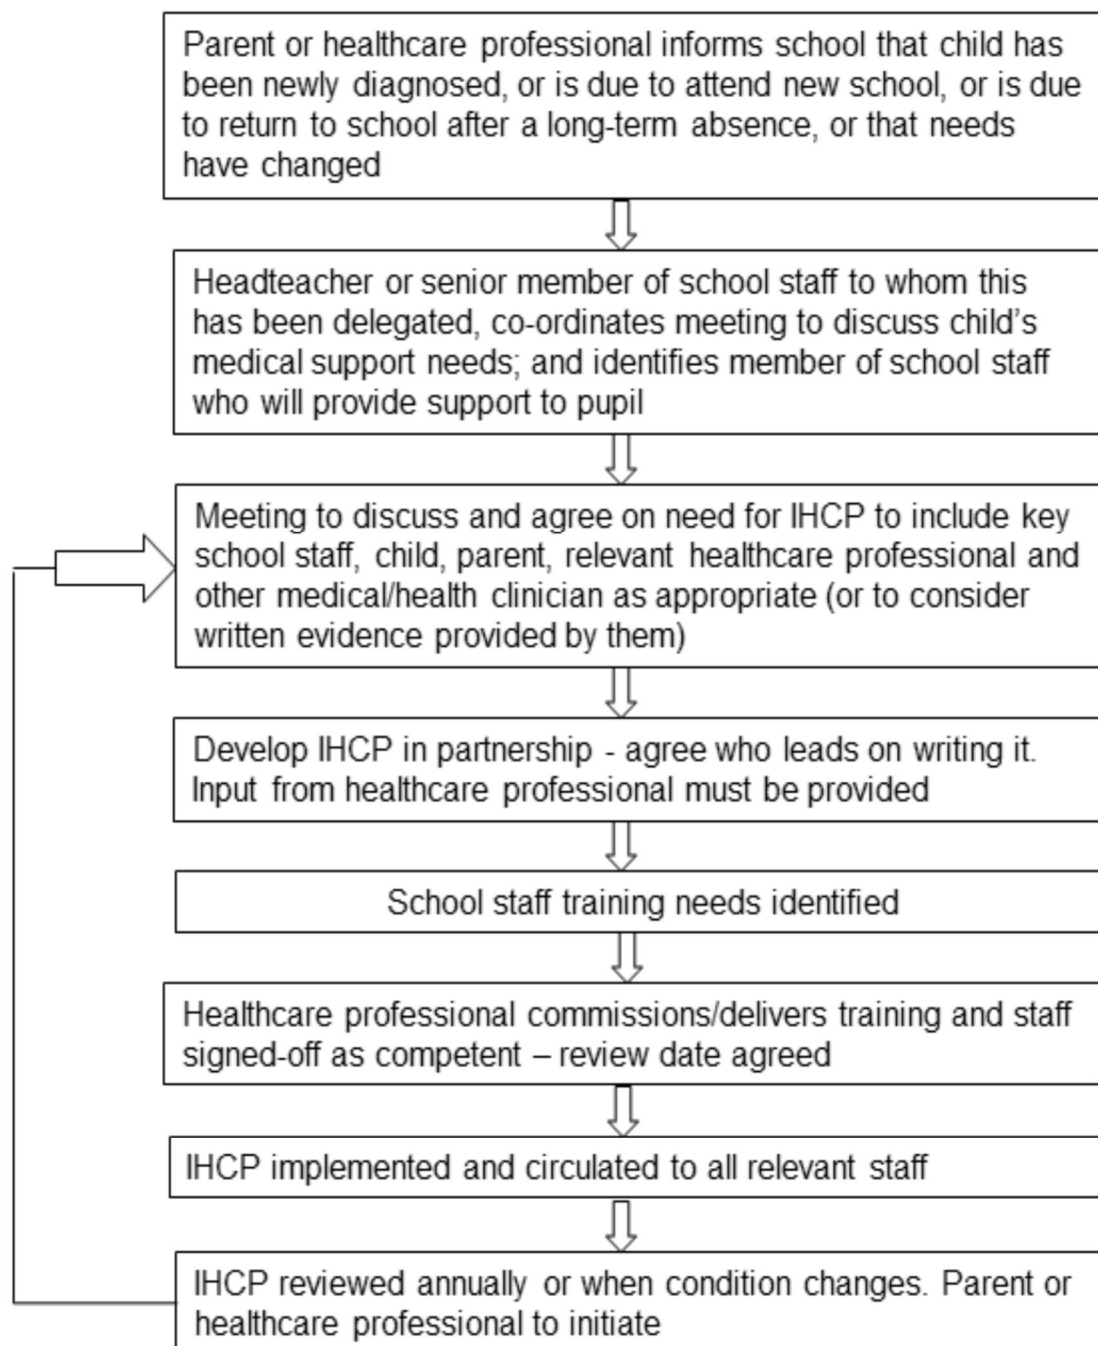 Parent or healthcare professional informs school that child has
been newly diagnosed, or is due to attend new school, or is due
to return to school after a long-term absence, or that needs
have changed
Headteacher or senior member of school staff to whom this
has been delegated, co-ordinates meeting to discuss child's
medical support needs; and identifies member of school staff
who will provide support to pupil
Meeting to discuss and agree on need for IHCP to include key
school staff, child, parent, relevant healthcare professional and
other medical/health clinician as appropriate (or to consider
written evidence provided by them)
Develop IHCP in partnership - agree who leads on writing it.
Input from healthcare professional must be provided
School staff training needs identified
Healthcare professional commissions/delivers training and staff
signed-off as competent – review date agreed
IHCP implemented and circulated to all relevant staff
IHCP reviewed annually or when condition changes. Parent or
healthcare professional to initiate